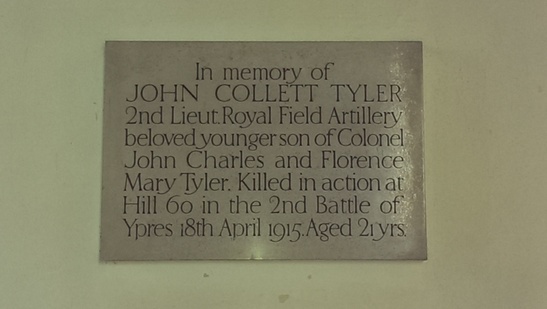 In memory of
JOHN COLLETT TYLER
2nd Lieut. Royal Field Artillery
beloved younger son of Colonel
John Charles and Florence
Mary Tyler. Killed in action at
Hill 60 in the 2nd Battle of
Ypres 18th April 1915. Aged 21 yrs.